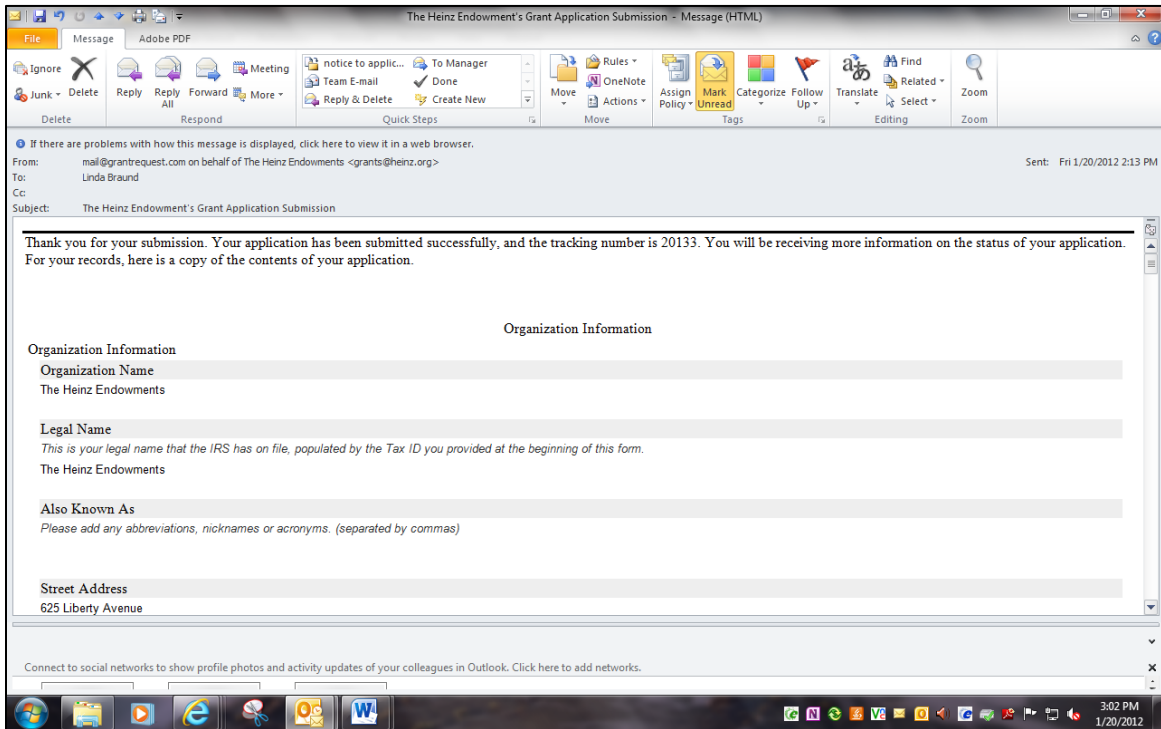 The Heinz Endowment's Grant Application Submission - Message (HTML)
File Message Adobe PDF
Ignore
Junk
Delete
Reply
Reply All
Forward
Meeting
More
notice to applic...
Team E-mail
Reply & Delete
To Manager
Done
Create New
Move
Rules
OneNote
Actions
Assign Policy
Mark Unread
Categorize
Follow Up
Translate
Find
Related
Select
Zoom
Delete Respond Quick Steps Move Tags Editing Zoom
If there are problems with how this message is displayed, click here to view it in a web browser.
From: mail@grantrequest.com on behalf of The Heinz Endowments <grants@heinz.org> Sent: Fri 1/20/2012 2:13 PM
To: Linda Braund
Cc:
Subject: The Heinz Endowment's Grant Application Submission
Thank you for your submission. Your application has been submitted successfully, and the tracking number is 20133. You will be receiving more information on the status of your application.
For your records, here is a copy of the contents of your application.
Organization Information
Organization Information
Organization Name
The Heinz Endowments
Legal Name
This is your legal name that the IRS has on file, populated by the Tax ID you provided at the beginning of this form.
The Heinz Endowments
Also Known As
Please add any abbreviations, nicknames or acronyms. (separated by commas)
Street Address
625 Liberty Avenue
Connect to social networks to show profile photos and activity updates of your colleagues in Outlook. Click here to add networks.
3:02 PM
1/20/2012